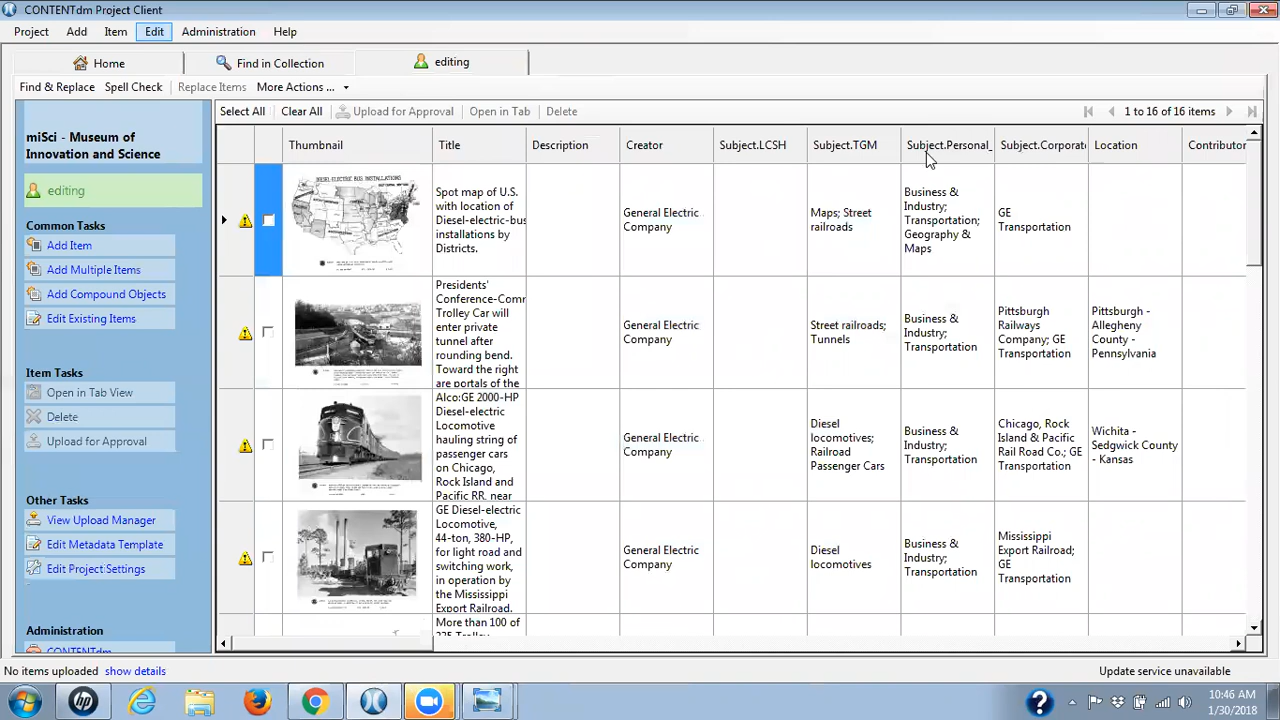 CONTENTdm Project Client
Project Add Item Edit Administration Help
Home Find in Collection editing
Find & Replace Spell Check Replace Items More Actions ...
Select All Clear All Upload for Approval Open in Tab Delete 1 to 16 of 16 items
miSci - Museum of
Innovation and Science
editing
Common Tasks
Add Item
Add Multiple Items
Add Compound Objects
Edit Existing Items
Item Tasks
Open in Tab View
Delete
Upload for Approval
Other Tasks
View Upload Manager
Edit Metadata Template
Edit Project Settings
Administration
CONTENTdm
Thumbnail Title Description Creator Subject.LCSH Subject.TGM Subject.Personal_ Subject.Corporate Location Contributor
DIESEL-ELECTRIC BUS INSTALLATIONS
Spot map of U.S.
with location of
Diesel-electric-bus
installations by
Districts.
General Electric
Company
Maps; Street
railroads
Business &
Industry;
Transportation;
Geography &
Maps
GE
Transportation
Presidents'
Conference-Comr
Trolley Car will
enter private
tunnel after
rounding bend.
Toward the right
are portals of the
General Electric
Company
Street railroads;
Tunnels
Business &
Industry;
Transportation
Pittsburgh
Railways
Company; GE
Transportation
Pittsburgh -
Allegheny
County -
Pennsylvania
Alco:GE 2000-HP
Diesel-electric
Locomotive
hauling string of
passenger cars
on Chicago,
Rock Island and
Pacific RR. near
General Electric
Company
Diesel
locomotives;
Railroad
Passenger Cars
Business &
Industry;
Transportation
Chicago, Rock
Island & Pacific
Rail Road Co.; GE
Transportation
Wichita -
Sedgwick County
- Kansas
GE Diesel-electric
Locomotive,
44-ton, 380-HP,
for light road and
switching work,
in operation by
the Mississippi
Export Railroad.
General Electric
Company
Diesel
locomotives
Business &
Industry;
Transportation
Mississippi
Export Railroad;
GE
Transportation
More than 100 of
225 Trolley
No items uploaded show details Update service unavailable
10:46 AM
1/30/2018